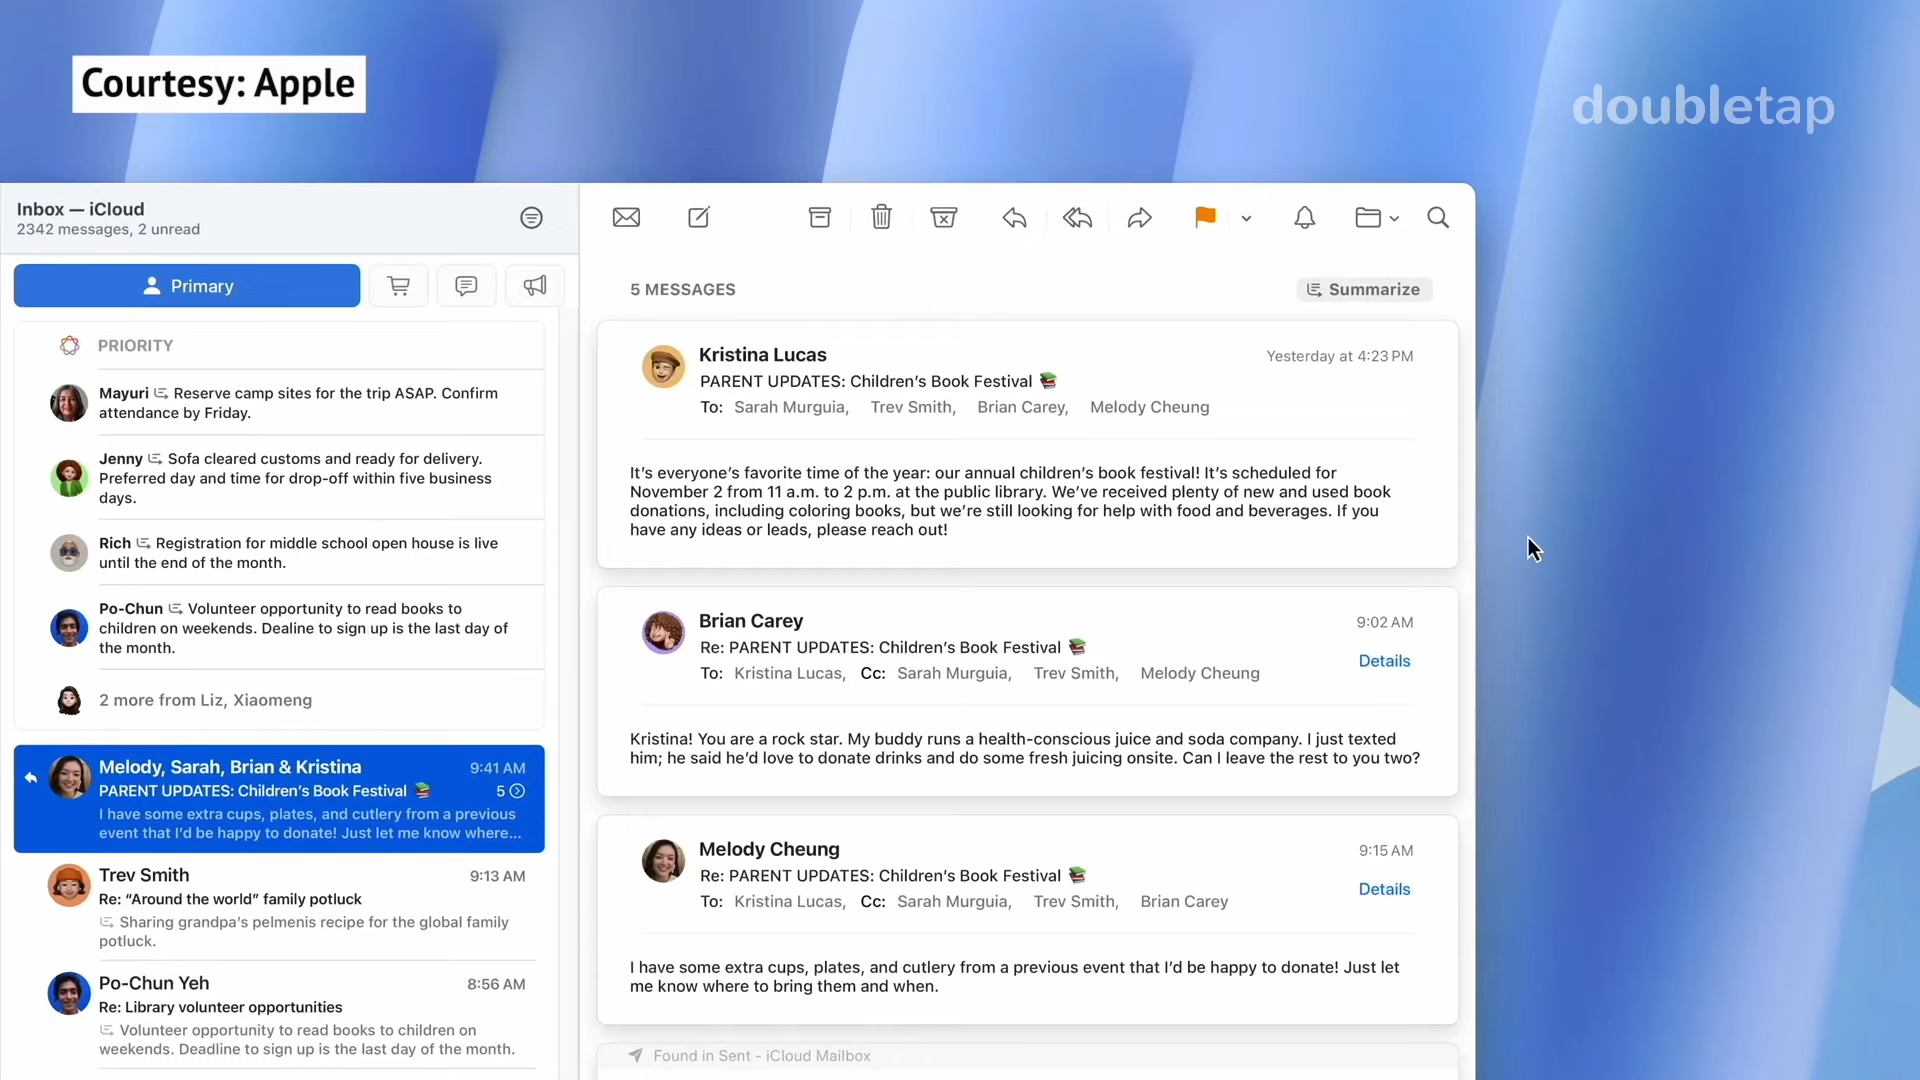 Courtesy: Apple
doubletap
Inbox — iCloud
2342 messages, 2 unread
Primary
PRIORITY
Mayuri Reserve camp sites for the trip ASAP. Confirm
attendance by Friday.
Jenny Sofa cleared customs and ready for delivery.
Preferred day and time for drop-off within five business
days.
Rich Registration for middle school open house is live
until the end of the month.
Po-Chun Volunteer opportunity to read books to
children on weekends. Dealine to sign up is the last day of
the month.
2 more from Liz, Xiaomeng
Melody, Sarah, Brian & Kristina 9:41 AM
PARENT UPDATES: Children’s Book Festival 📚 5
I have some extra cups, plates, and cutlery from a previous
event that I’d be happy to donate! Just let me know where...
Trev Smith 9:13 AM
Re: “Around the world” family potluck
Sharing grandpa’s pelmenis recipe for the global family
potluck.
Po-Chun Yeh 8:56 AM
Re: Library volunteer opportunities
Volunteer opportunity to read books to children on
weekends. Deadline to sign up is the last day of the month.
5 MESSAGES Summarize
Kristina Lucas Yesterday at 4:23 PM
PARENT UPDATES: Children’s Book Festival 📚
To: Sarah Murguia, Trev Smith, Brian Carey, Melody Cheung
It’s everyone’s favorite time of the year: our annual children’s book festival! It’s scheduled for
November 2 from 11 a.m. to 2 p.m. at the public library. We’ve received plenty of new and used book
donations, including coloring books, but we’re still looking for help with food and beverages. If you
have any ideas or leads, please reach out!
Brian Carey 9:02 AM
Re: PARENT UPDATES: Children’s Book Festival 📚
Details
To: Kristina Lucas, Cc: Sarah Murguia, Trev Smith, Melody Cheung
Kristina! You are a rock star. My buddy runs a health-conscious juice and soda company. I just texted
him; he said he’d love to donate drinks and do some fresh juicing onsite. Can I leave the rest to you two?
Melody Cheung 9:15 AM
Re: PARENT UPDATES: Children’s Book Festival 📚
Details
To: Kristina Lucas, Cc: Sarah Murguia, Trev Smith, Brian Carey
I have some extra cups, plates, and cutlery from a previous event that I’d be happy to donate! Just let
me know where to bring them and when.
Found in Sent - iCloud Mailbox